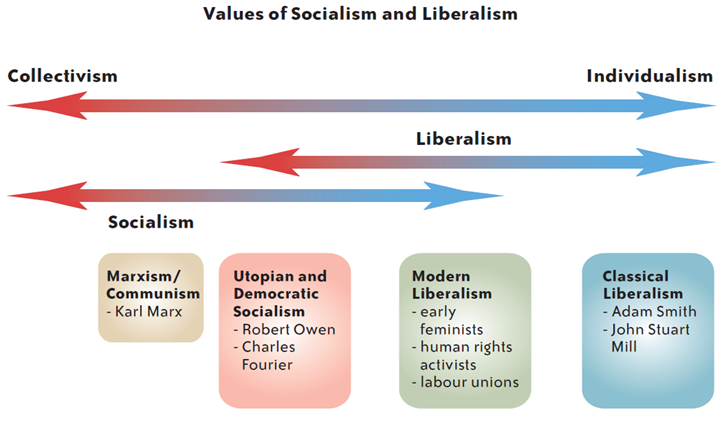 Values of Socialism and Liberalism
Collectivism
Individualism
Liberalism
Socialism
Marxism/
Communism
- Karl Marx
Utopian and
Democratic
Socialism
- Robert Owen
- Charles
Fourier
Modern
Liberalism
- early
feminists
- human rights
activists
- labour unions
Classical
Liberalism
- Adam Smith
- John Stuart
Mill